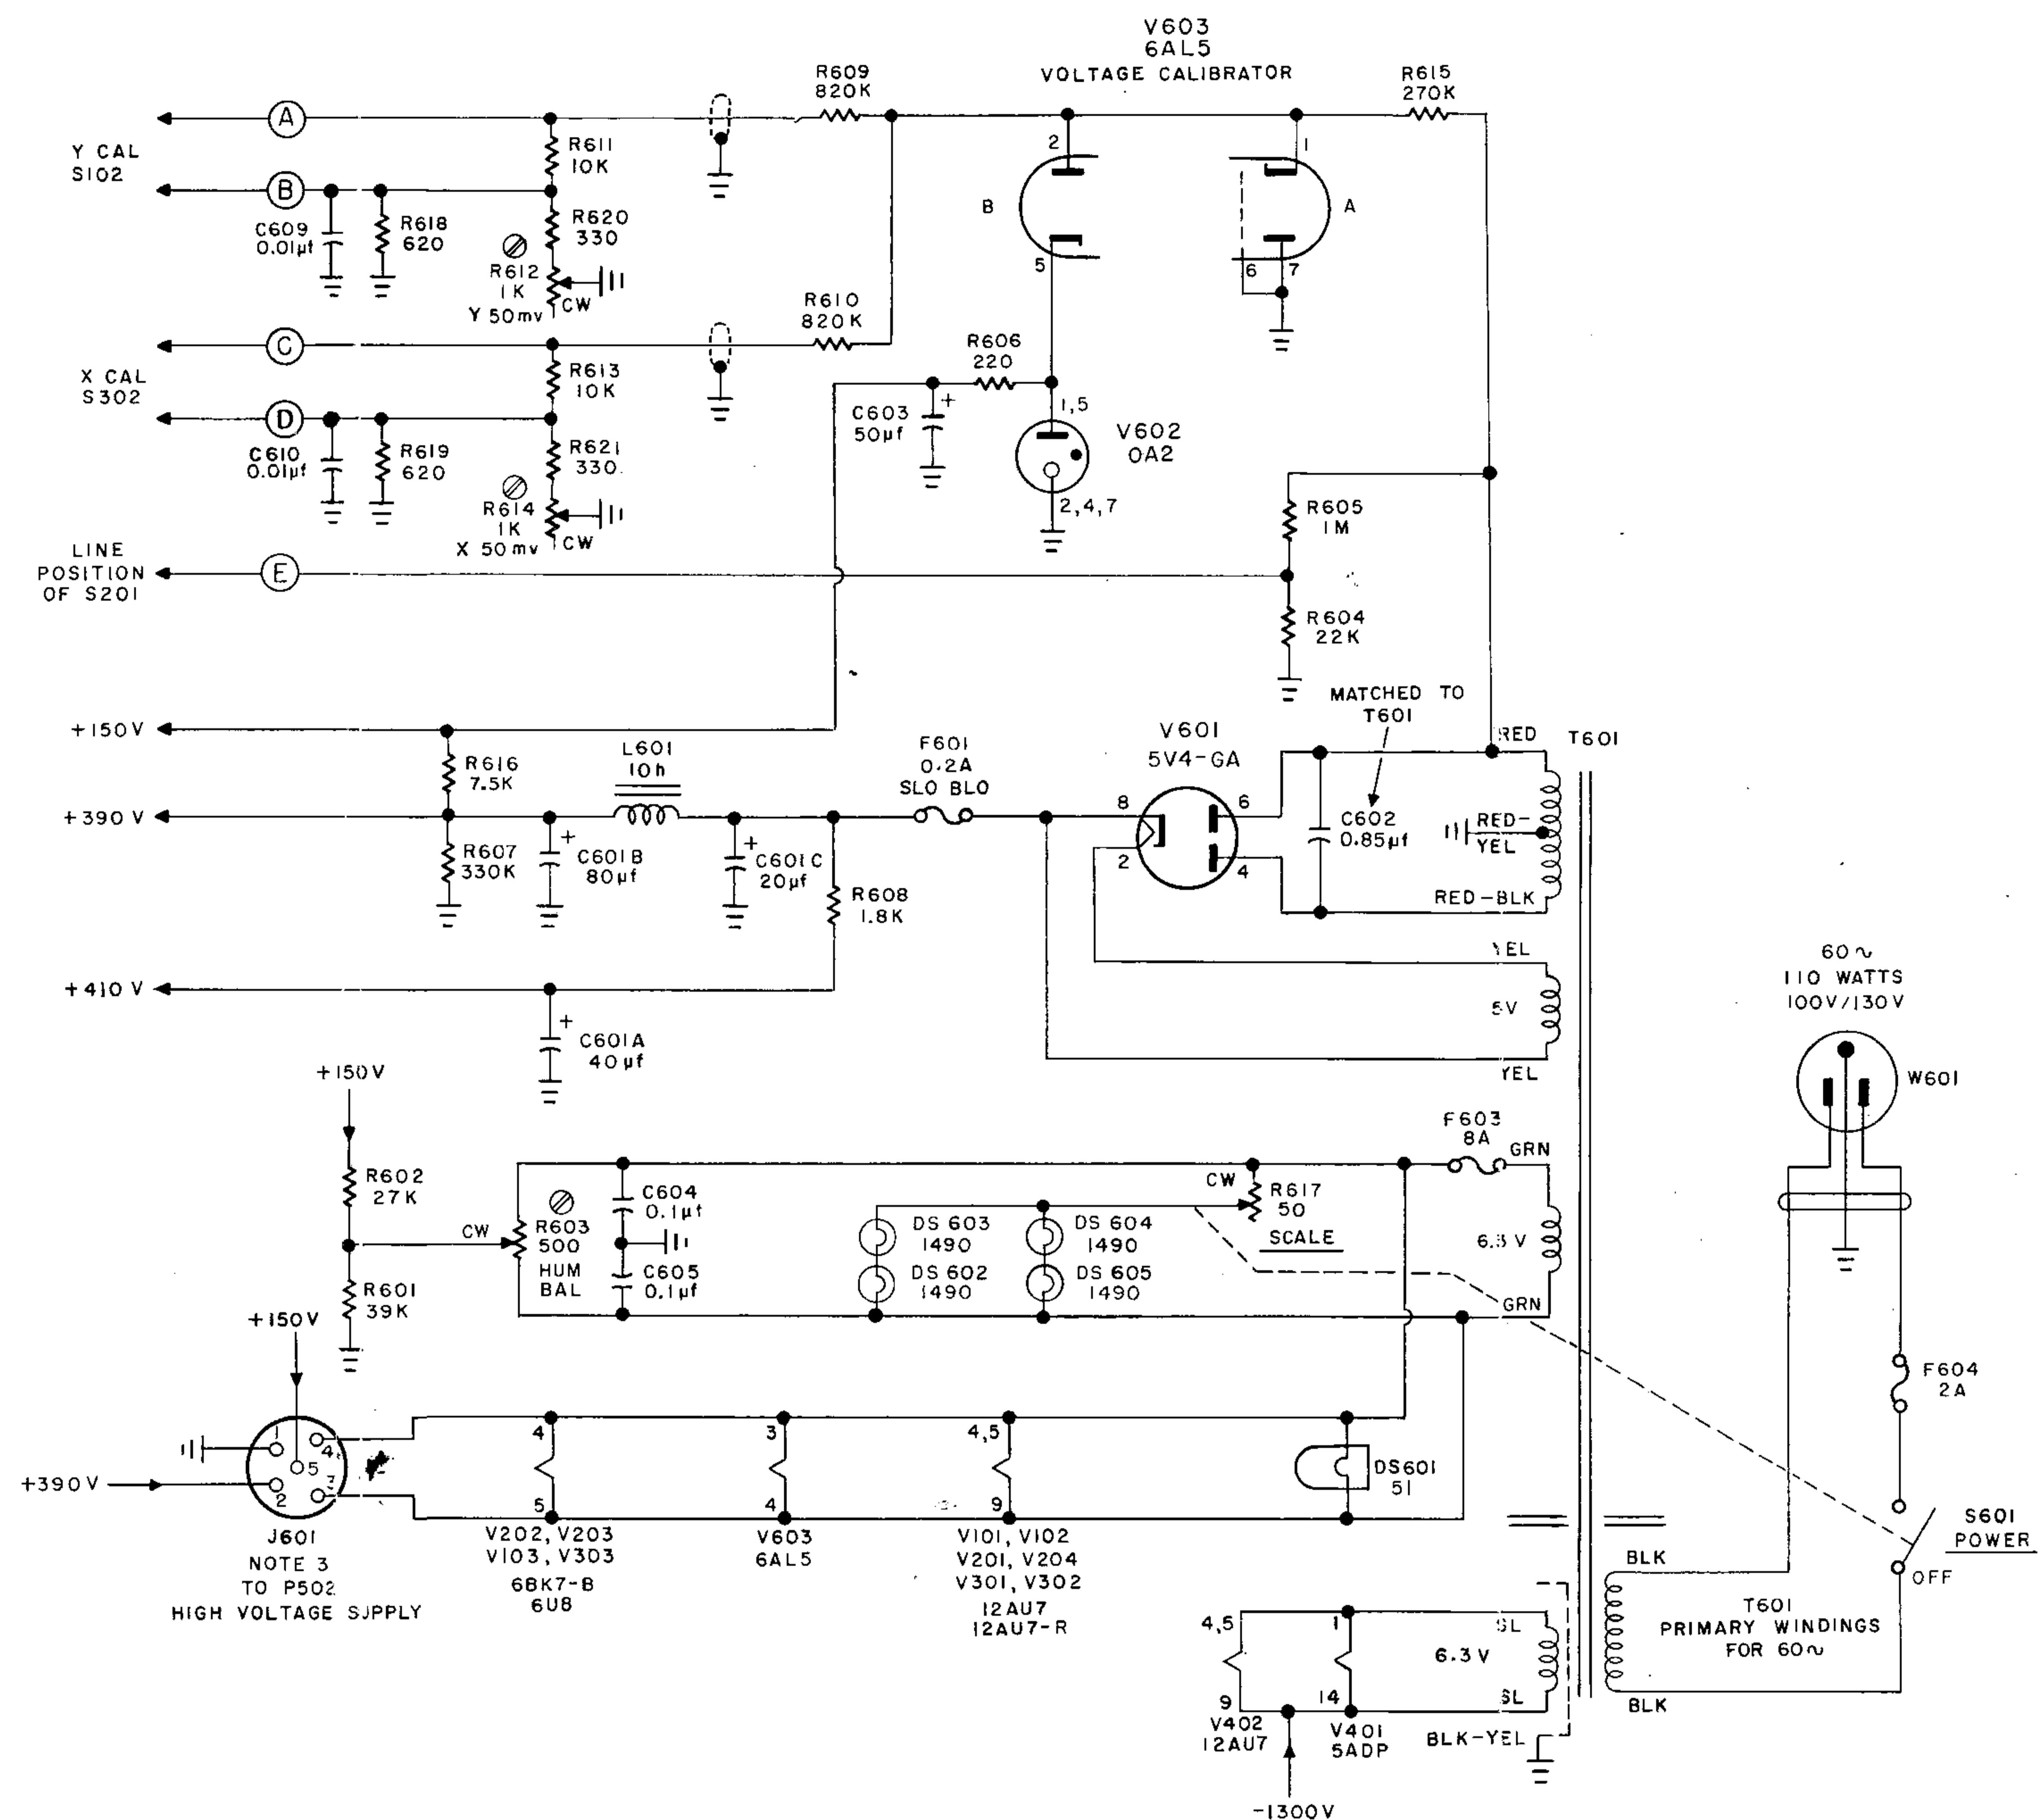 V603
6AL5
VOLTAGE CALIBRATOR
R609
820K
R615
270K
A
Y CAL
S102
B
R611
10K
C609
0.01µf
R618
620
R620
330
R612
1K
Y 50mv
CW
2
B
5
1
A
6
7
R610
820K
C
X CAL
S302
D
R613
10K
C610
0.01µf
R619
620
R621
330
R614
1K
X 50mv
CW
R606
220
C603
50µf
+
1,5
V602
OA2
2,4,7
R605
1M
LINE
POSITION
OF S201
E
R604
22K
MATCHED TO
T601
+150V
R616
7.5K
L601
10h
F601
0.2A
SLO BLO
V601
5V4-GA
RED
T601
+390V
8
6
2
4
C602
0.85µf
RED-
YEL
RED-BLK
R607
330K
+
C601B
80µf
+
C601C
20µf
R608
1.8K
YEL
5V
YEL
+410V
+
C601A
40µf
60~
110 WATTS
100V/130V
W601
+150V
R602
27K
R601
39K
CW
R603
500
HUM
BAL
C604
0.1µf
C605
0.1µf
DS 603
1490
DS 602
1490
DS 604
1490
DS 605
1490
CW
R617
50
SCALE
F603
8A
GRN
6.3V
GRN
F604
2A
+150V
+390V
1
4
5
2
3
J601
NOTE 3
TO P502
HIGH VOLTAGE SUPPLY
4
5
V202, V203
V103, V303
6BK7-B
6U8
3
4
V603
6AL5
4,5
9
V101, V102
V201, V204
V301, V302
12AU7
12AU7-R
DS601
51
S601
POWER
OFF
BLK
T601
PRIMARY WINDINGS
FOR 60~
BLK
4,5
9
V402
12AU7
1
14
V401
5ADP
SL
6.3V
SL
BLK-YEL
-1300V